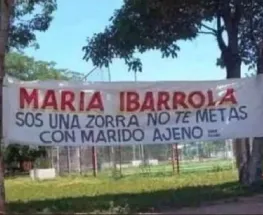 MARIA IBARROLA
SOS UNA ZORRA NO TE METAS
CON MARIDO AJENO